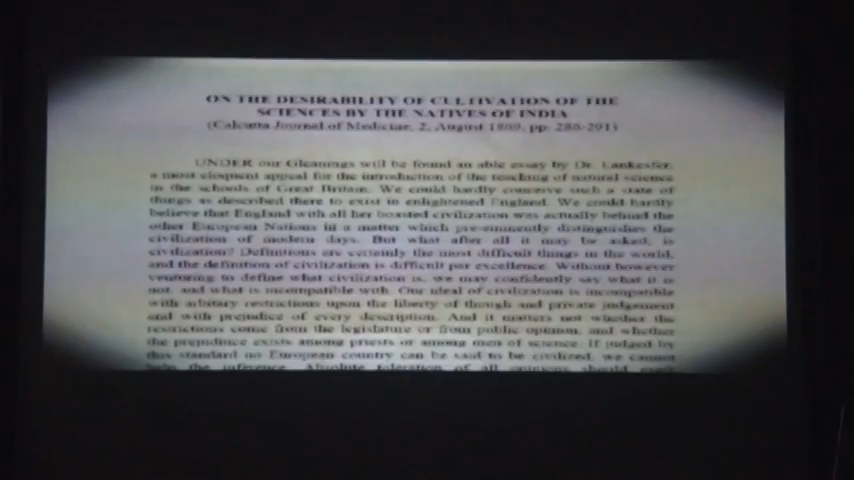 ON THE DESIRABILITY OF CULTIVATION OF THE
SCIENCES BY THE NATIVES OF INDIA
(Calcutta Journal of Medicine, 2, August 1869, pp. 286-291)
UNDER our Gleanings will be found an able essay by Dr. Lankester,
a most eloquent appeal for the introduction of the teaching of natural science
in the schools of Great Britain. We could hardly conceive such a state of
things as described there to exist in enlightened England. We could hardly
believe that England with all her boasted civilization was actually behind the
other European Nations in a matter which pre-eminently distinguishes the
civilization of modern days. But what after all it may be asked, is
civilization? Definitions are certainly the most difficult things in the world,
and the definition of civilization is difficult par excellence. Without however
venturing to define what civilization is, we may confidently say what it is
not, and what is incompatible with. Our ideal of civilization is incompatible
with arbitary restrictions upon the liberty of though and private judgement
and with prejudice of every description. And it matters not whether the
restrictions come from the legislature or from public opinion, and whether
the prejudice exists among priests or among men of science. If judged by
this standard no European country can be said to be civilized, we cannot
help the inference. Absolute toleration of all opinions should